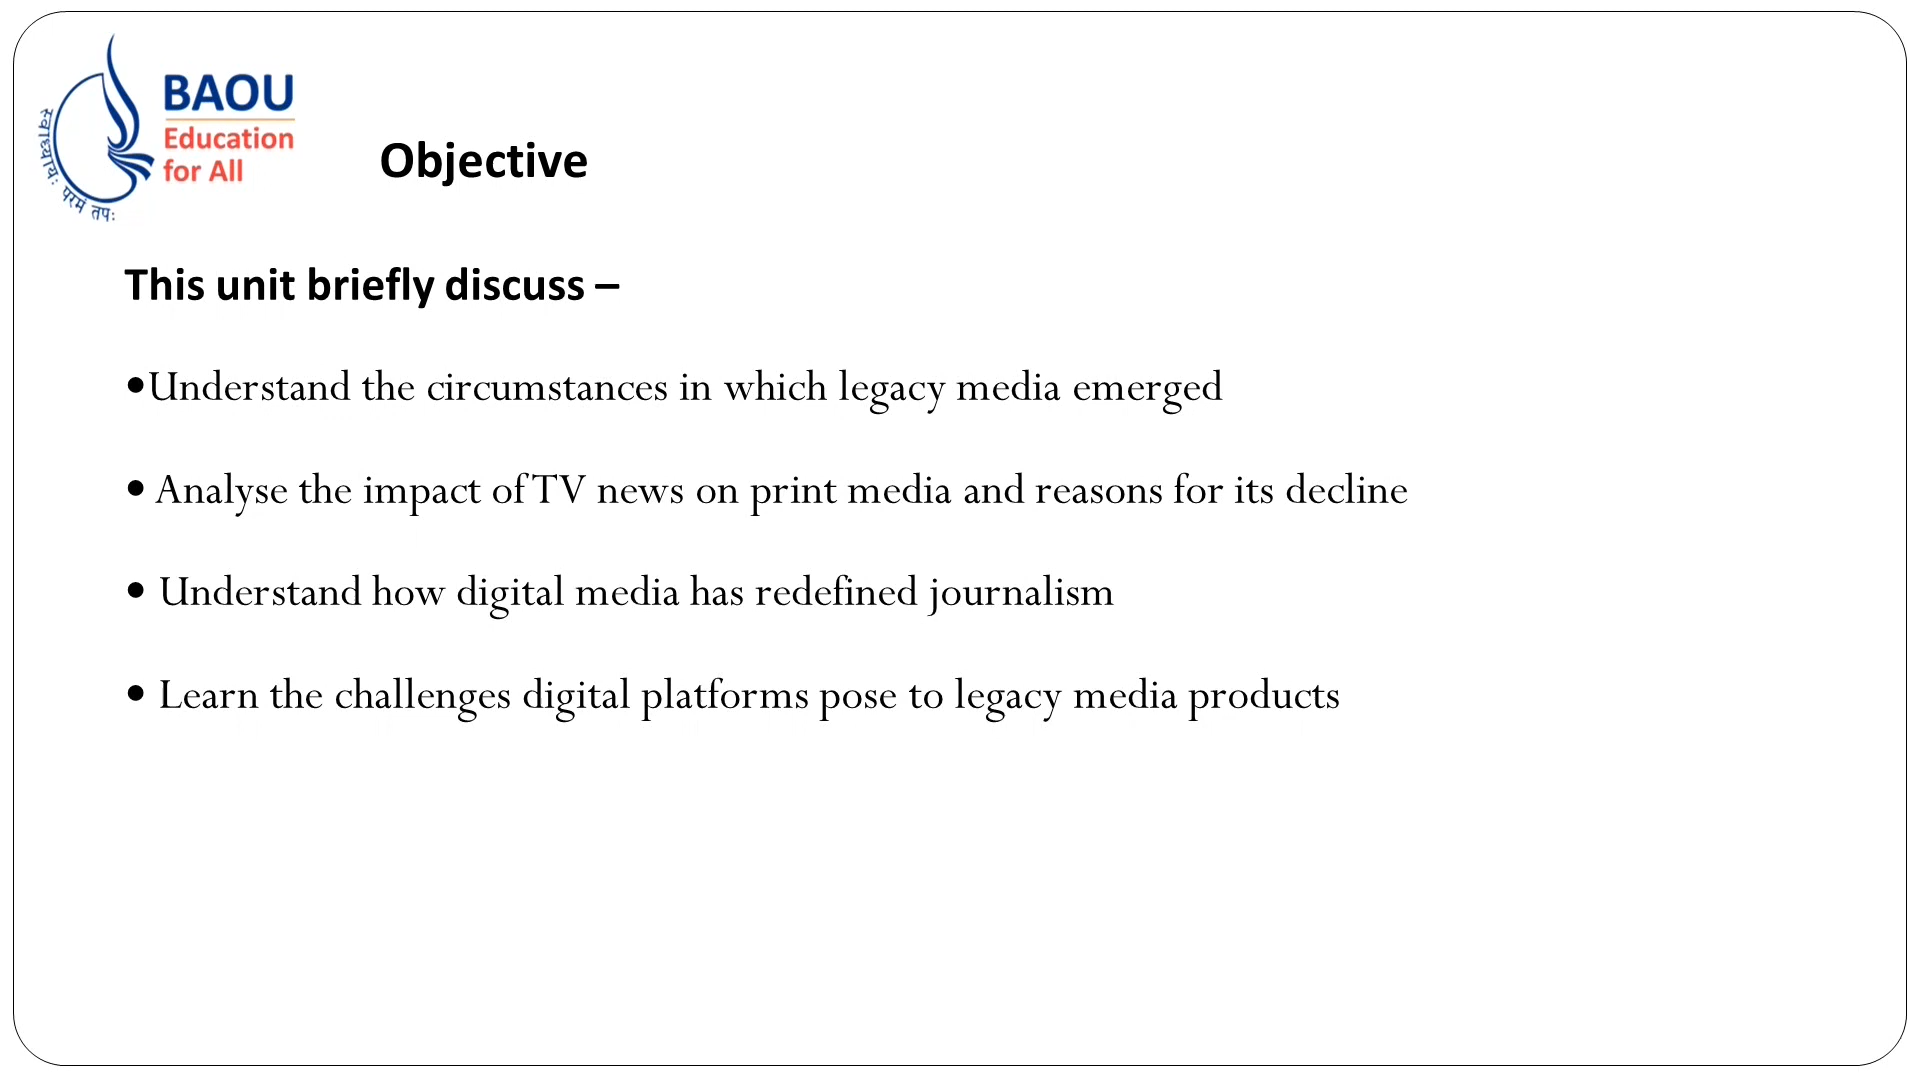 BAOU
Education
for All
स्वाध्यायः परमं तपः
Objective
This unit briefly discuss –
•Understand the circumstances in which legacy media emerged
• Analyse the impact of TV news on print media and reasons for its decline
• Understand how digital media has redefined journalism
• Learn the challenges digital platforms pose to legacy media products